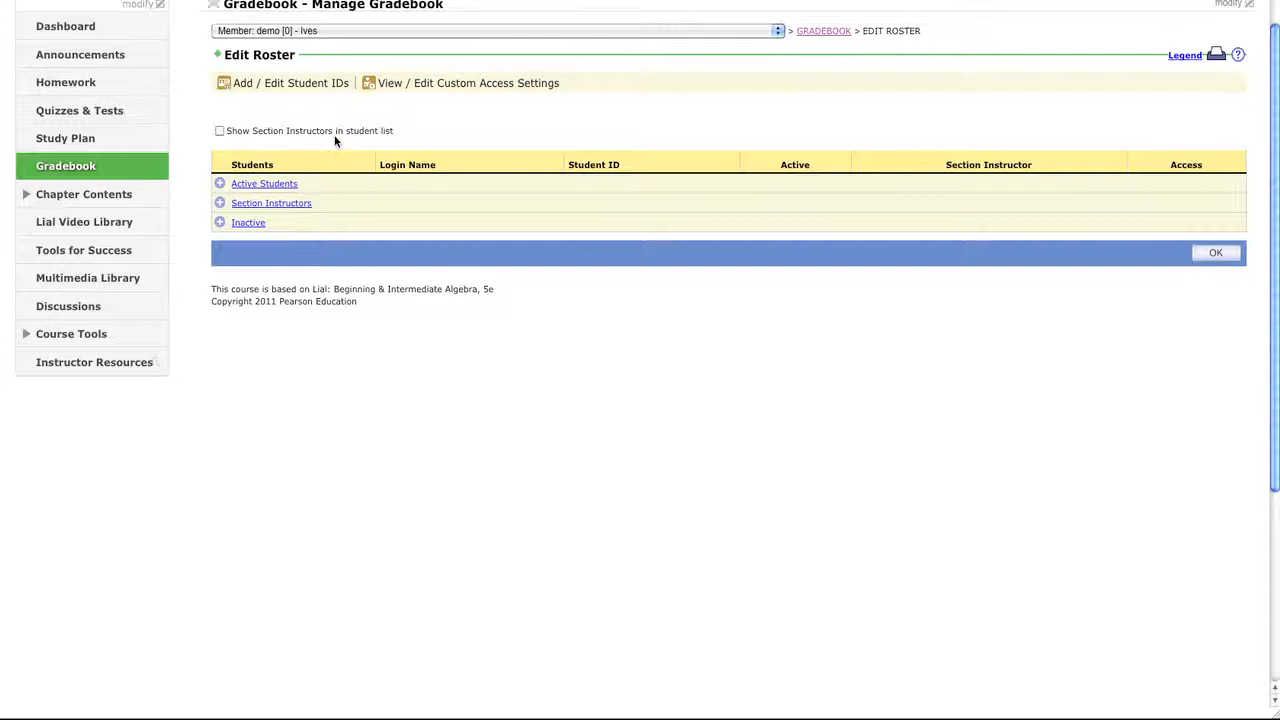 modify
Gradebook - Manage Gradebook
modify
Dashboard
Announcements
Homework
Quizzes & Tests
Study Plan
Gradebook
Chapter Contents
Lial Video Library
Tools for Success
Multimedia Library
Discussions
Course Tools
Instructor Resources
Member: demo [0] - Ives > GRADEBOOK > EDIT ROSTER
Edit Roster
Legend ?
Add / Edit Student IDs | View / Edit Custom Access Settings
Show Section Instructors in student list
Students Login Name Student ID Active Section Instructor Access
Active Students
Section Instructors
Inactive
OK
This course is based on Lial: Beginning & Intermediate Algebra, 5e
Copyright 2011 Pearson Education